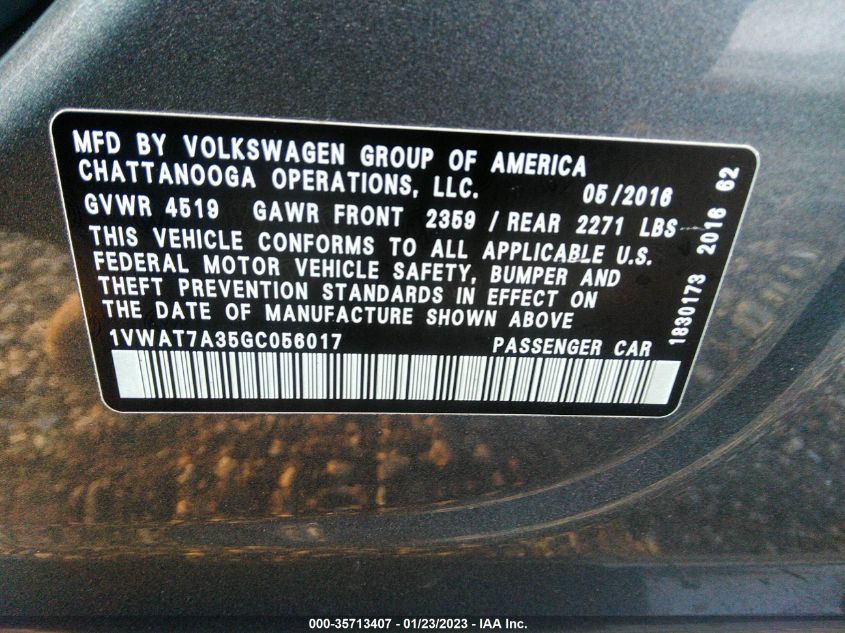 MFD BY VOLKSWAGEN GROUP OF AMERICA
CHATTANOOGA OPERATIONS, LLC. 05/2016
GVWR 4519 GAWR FRONT 2359 / REAR 2271 LBS
THIS VEHICLE CONFORMS TO ALL APPLICABLE U.S.
FEDERAL MOTOR VEHICLE SAFETY, BUMPER AND
THEFT PREVENTION STANDARDS IN EFFECT ON
THE DATE OF MANUFACTURE SHOWN ABOVE
1VWAT7A35GC056017 PASSENGER CAR
1830173 2016 62
000-35713407 - 01/23/2023 - IAA Inc.